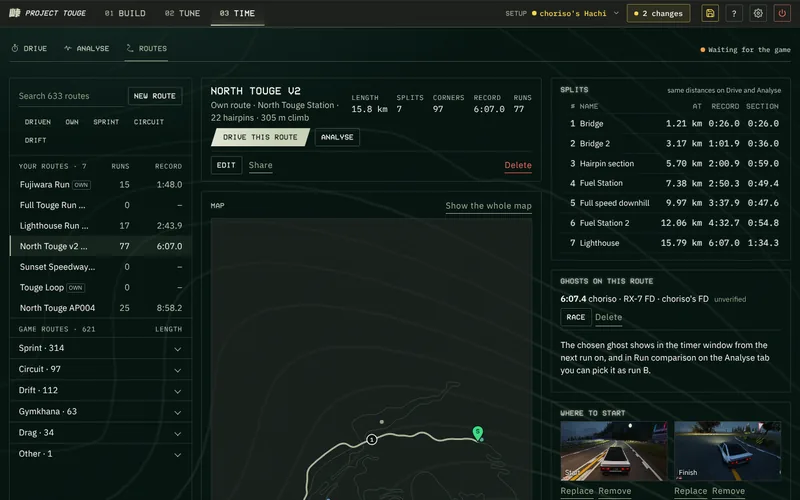 PROJECT TOUGE
01 BUILD
02 TUNE
03 TIME
SETUP choriso's Hachi
2 changes
?
DRIVE
ANALYSE
ROUTES
Waiting for the game
Search 633 routes
NEW ROUTE
DRIVEN OWN SPRINT CIRCUIT
DRIFT
YOUR ROUTES · 7 RUNS RECORD
Fujiwara Run OWN 15 1:48.0
Full Touge Run ... 0 –
Lighthouse Run ... 17 2:43.9
North Touge v2 ... 77 6:07.0
Sunset Speedway... 0 –
Touge Loop OWN 0 –
North Touge AP004 25 8:58.2
GAME ROUTES · 621 LENGTH
Sprint · 314
Circuit · 97
Drift · 112
Gymkhana · 63
Drag · 34
Other · 1
NORTH TOUGE V2
Own route · North Touge Station ·
22 hairpins · 305 m climb
LENGTH SPLITS CORNERS RECORD RUNS
15.8 km 7 97 6:07.0 77
DRIVE THIS ROUTE
ANALYSE
EDIT
Share
Delete
MAP
Show the whole map
1
S
SPLITS
same distances on Drive and Analyse
# NAME AT RECORD SECTION
1 Bridge 1.21 km 0:26.0 0:26.0
2 Bridge 2 3.17 km 1:01.9 0:36.0
3 Hairpin section 5.70 km 2:00.9 0:59.0
4 Fuel Station 7.38 km 2:50.3 0:49.4
5 Full speed downhill 9.97 km 3:37.9 0:47.6
6 Fuel Station 2 12.06 km 4:32.7 0:54.8
7 Lighthouse 15.79 km 6:07.0 1:34.3
GHOSTS ON THIS ROUTE
6:07.4 choriso · RX-7 FD · choriso's FD unverified
RACE
Delete
The chosen ghost shows in the timer window from the
next run on, and in Run comparison on the Analyse tab
you can pick it as run B.
WHERE TO START
Start
Finish
Replace Remove
Replace Remove